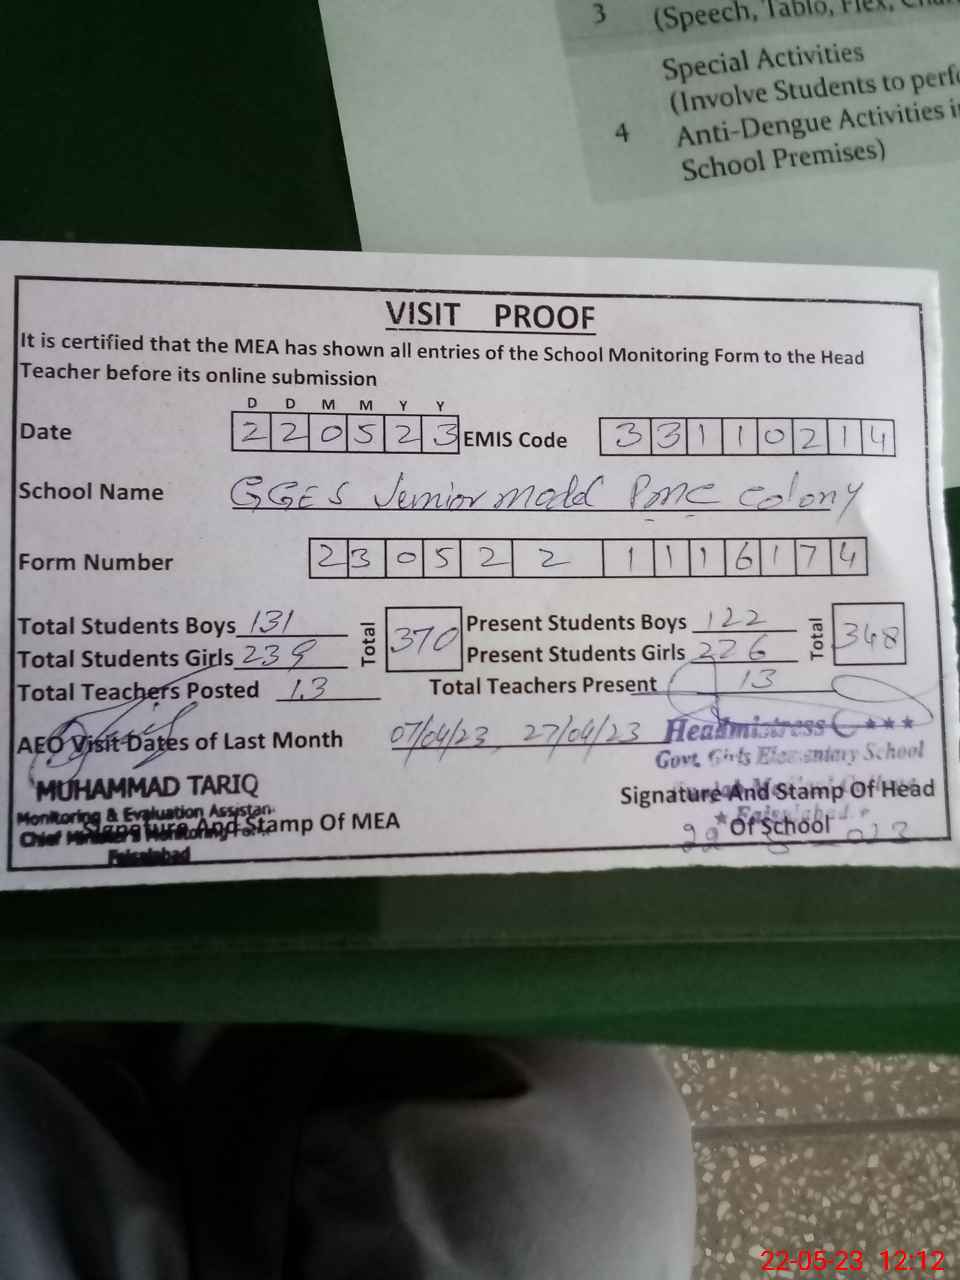 3 (Speech, Tablo, Flex,
Special Activities
(Involve Students to
4 Anti-Dengue Activities
School Premises)
VISIT PROOF
It is certified that the MEA has shown all entries of the School Monitoring Form to the Head
Teacher before its online submission
D D M M Y Y
Date 2 2 0 5 2 3 EMIS Code 3 3 1 1 0 2 1 4
School Name GGES Junior Model PMC colony
Form Number 2 3 0 5 2 2 1 1 1 6 1 7 4
Total Students Boys 131 Total 370 Present Students Boys 122 Total 348
Total Students Girls 239 Present Students Girls 226
Total Teachers Posted 13 Total Teachers Present 13
AEO Visit Dates of Last Month 07/04/23, 27/04/23 Headmistress ★★★
Govt. Girls Elementary School
MUHAMMAD TARIQ
Monitoring & Evaluation Assistan
Signature And Stamp Of Head
Chief Minister's Monitoring For
Signature And Stamp Of MEA
Faisalabad
Of School
22-05-23 12:12